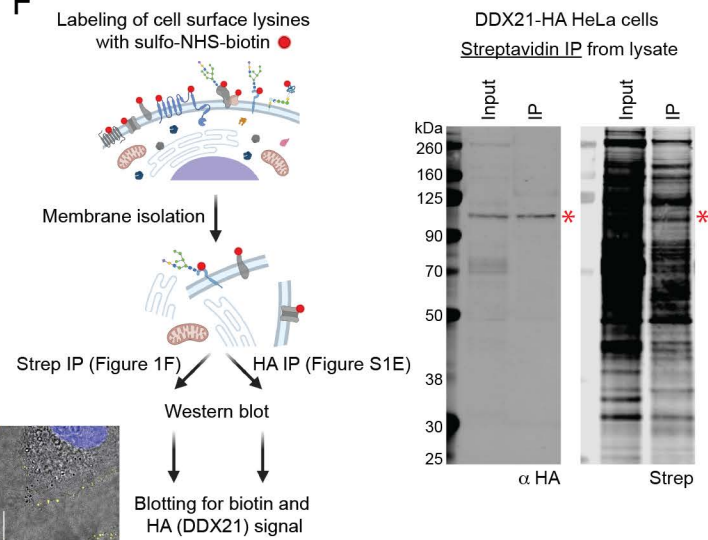 F
Labeling of cell surface lysines
with sulfo-NHS-biotin
Membrane isolation
Strep IP (Figure 1F)
HA IP (Figure S1E)
Western blot
Blotting for biotin and
HA (DDX21) signal
DDX21-HA HeLa cells
Streptavidin IP from lysate
Input
IP
Input
IP
kDa
260
160
125
90
70
50
38
30
25
*
*
α HA
Strep